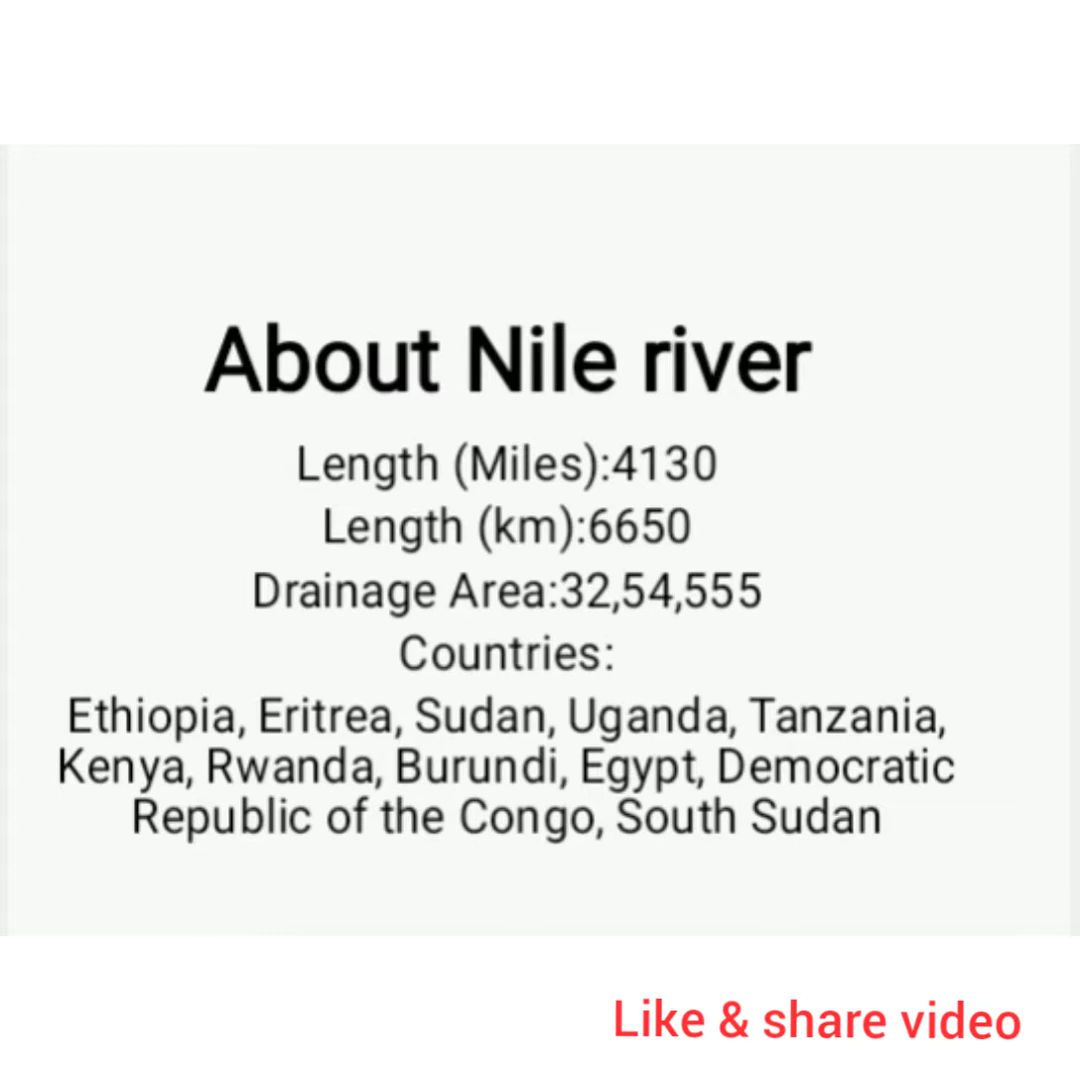 About Nile river
Length (Miles):4130
Length (km):6650
Drainage Area:32,54,555
Countries:
Ethiopia, Eritrea, Sudan, Uganda, Tanzania,
Kenya, Rwanda, Burundi, Egypt, Democratic
Republic of the Congo, South Sudan
Like & share video